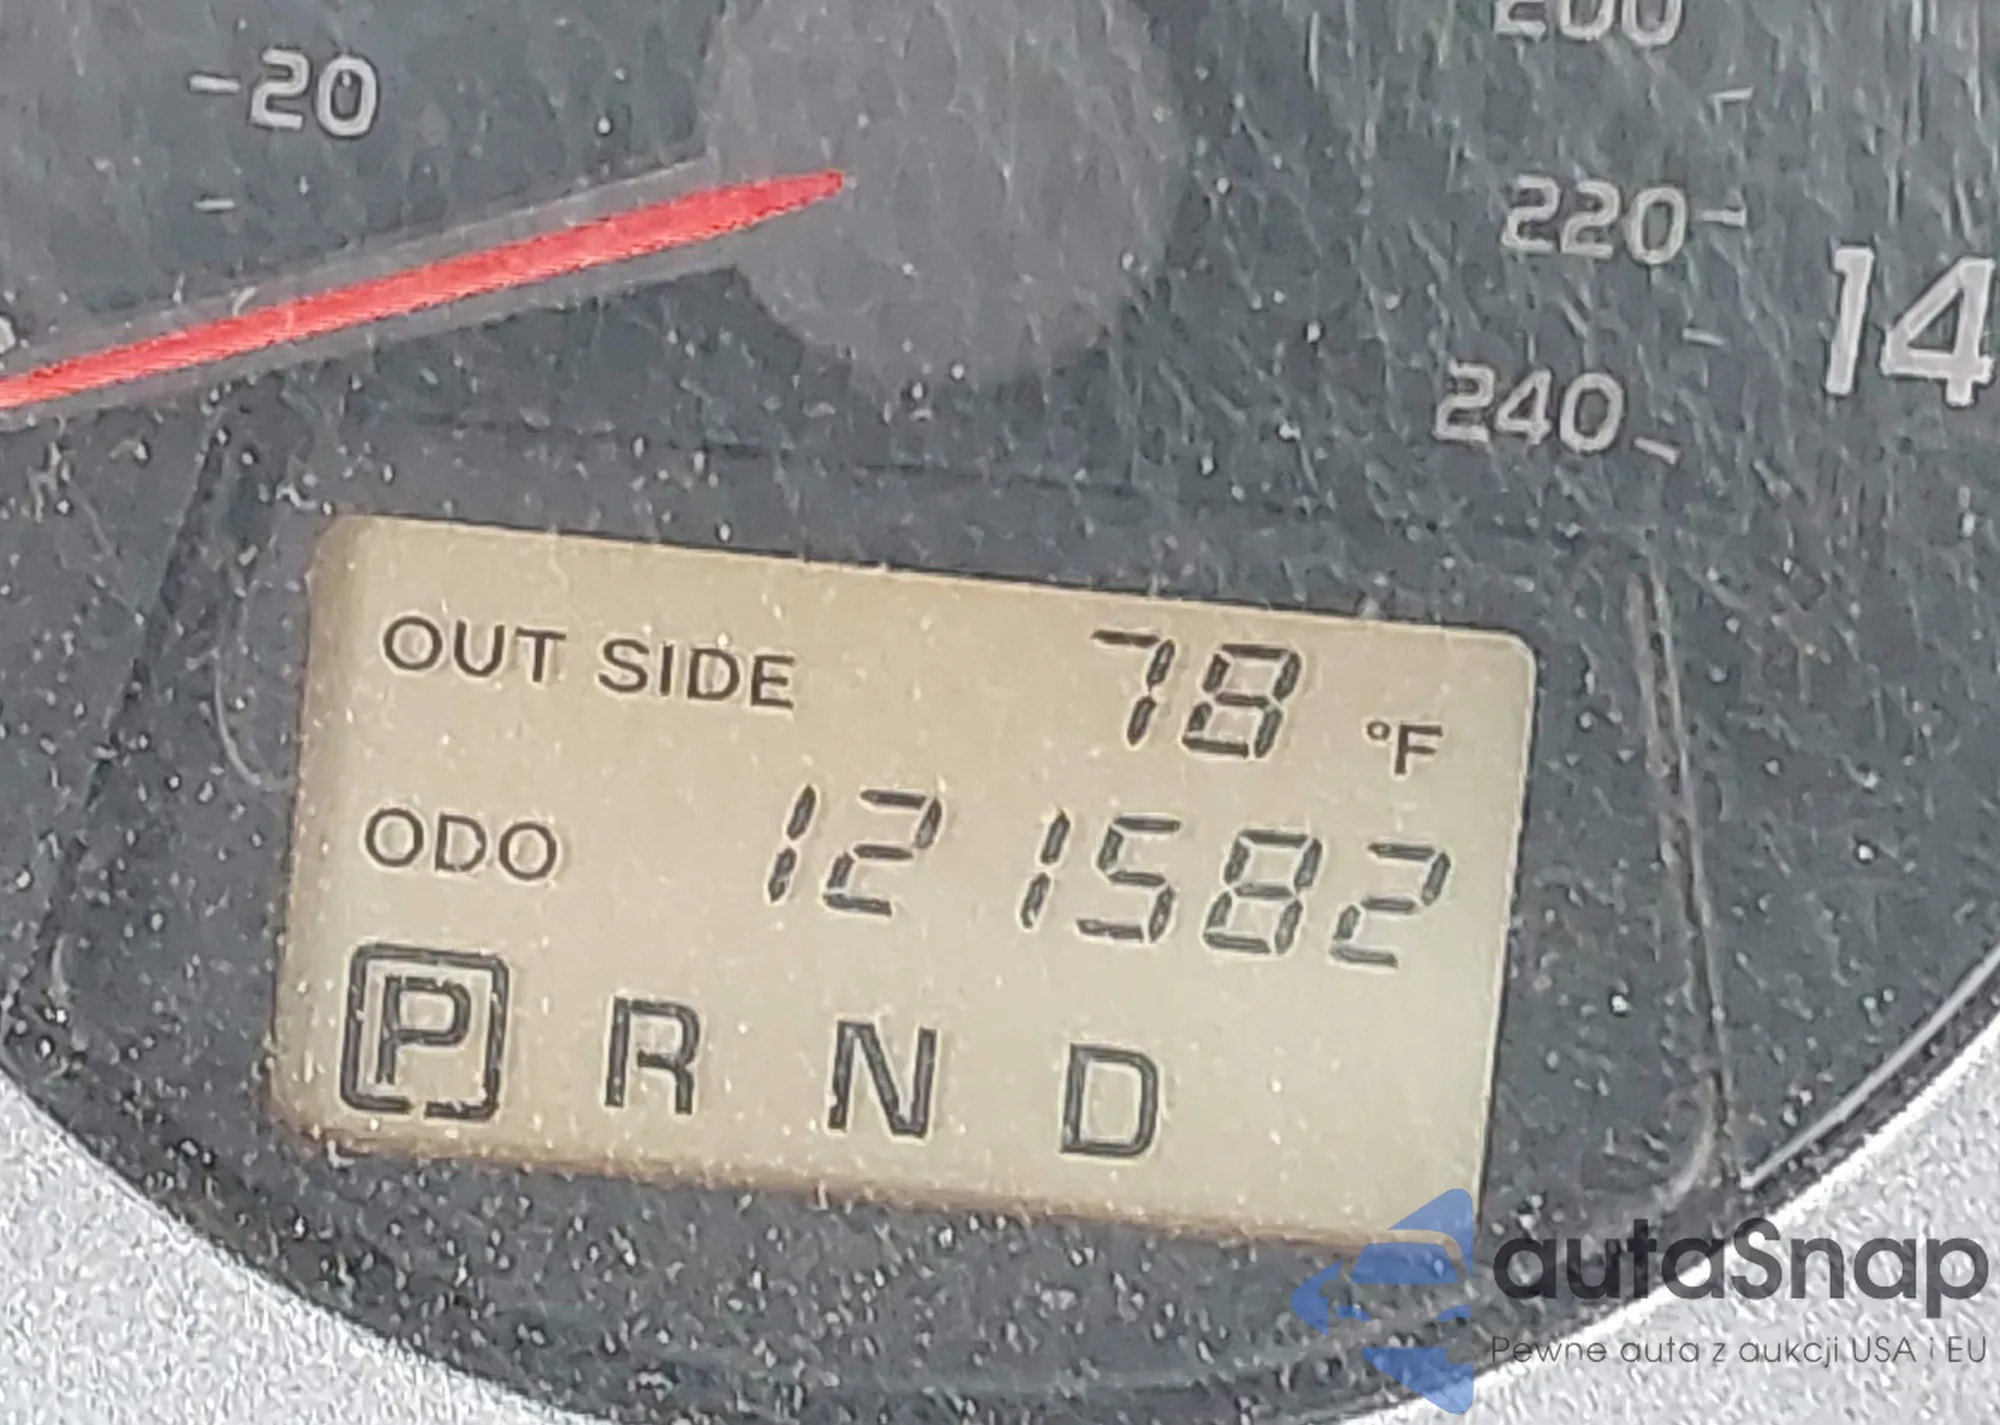 20
200
220
14
240
OUT SIDE 78 °F
ODO 121582
P R N D
autaSnap
Pewne auta z aukcji USA i EU